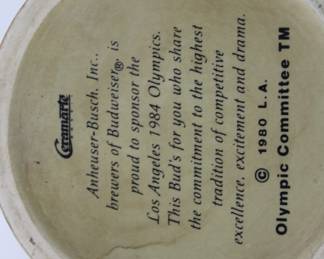 Ceramarte
Anheuser-Busch, Inc.,
brewers of Budweiser®, is
proud to sponsor the
Los Angeles 1984 Olympics.
This Bud's for you who share
the commitment to the highest
tradition of competitive
excellence, excitement and drama.
© 1980 L.A.
Olympic Committee TM